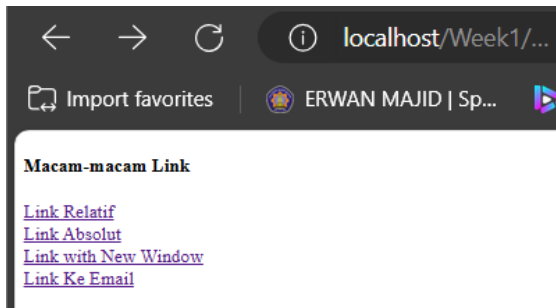 localhost/Week1/...
Import favorites
ERWAN MAJID | Sp...
Macam-macam Link
Link Relatif
Link Absolut
Link with New Window
Link Ke Email